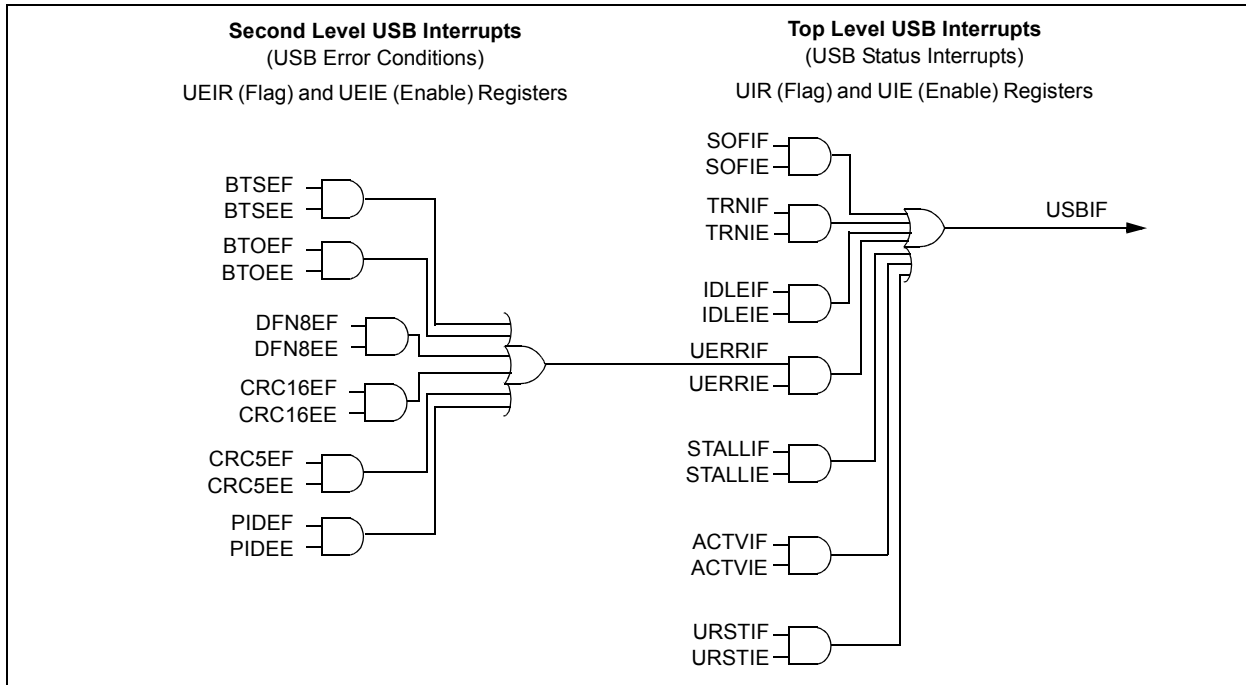 Second Level USB Interrupts
(USB Error Conditions)
UEIR (Flag) and UEIE (Enable) Registers
Top Level USB Interrupts
(USB Status Interrupts)
UIR (Flag) and UIE (Enable) Registers
BTSEF
BTSEE
BTOEF
BTOEE
DFN8EF
DFN8EE
CRC16EF
CRC16EE
CRC5EF
CRC5EE
PIDEF
PIDEE
SOFIF
SOFIE
TRNIF
TRNIE
IDLEIF
IDLEIE
UERRIF
UERRIE
STALLIF
STALLIE
ACTVIF
ACTVIE
URSTIF
URSTIE
USBIF